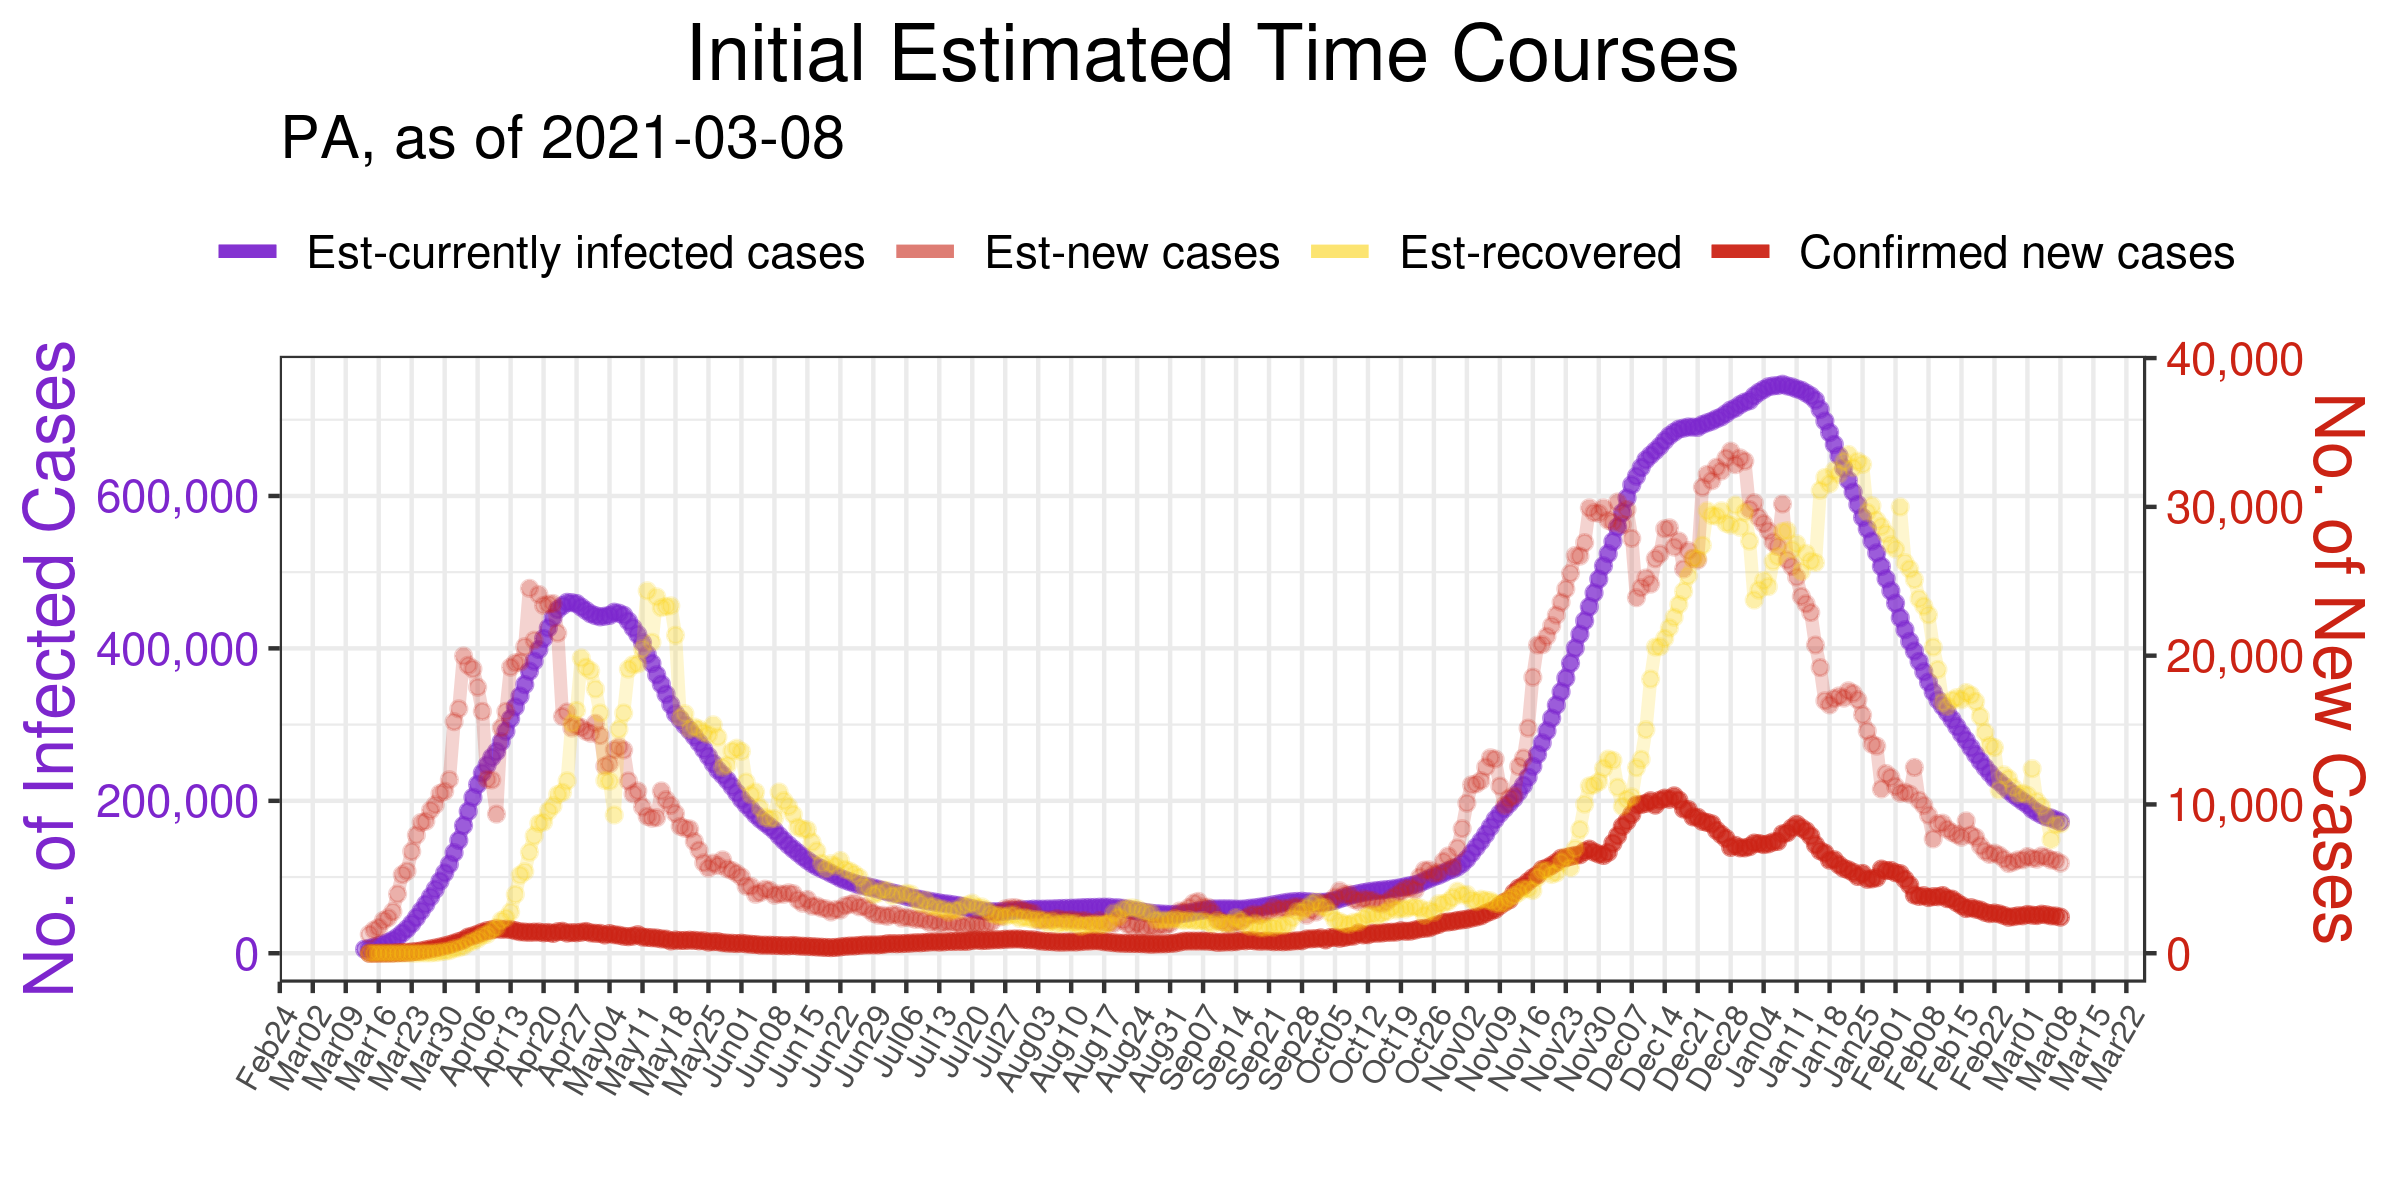 Initial Estimated Time Courses
PA, as of 2021-03-08
Est-currently infected cases
Est-new cases
Est-recovered
Confirmed new cases
No. of Infected Cases
600,000
400,000
200,000
0
40,000
30,000
20,000
10,000
0
No. of New Cases
Feb24
Mar02
Mar09
Mar16
Mar23
Mar30
Apr06
Apr13
Apr20
Apr27
May04
May11
May18
May25
Jun01
Jun08
Jun15
Jun22
Jun29
Jul06
Jul13
Jul20
Jul27
Aug03
Aug10
Aug17
Aug24
Aug31
Sep07
Sep14
Sep21
Sep28
Oct05
Oct12
Oct19
Oct26
Nov02
Nov09
Nov16
Nov23
Nov30
Dec07
Dec14
Dec21
Dec28
Jan04
Jan11
Jan18
Jan25
Feb01
Feb08
Feb15
Feb22
Mar01
Mar08
Mar15
Mar22